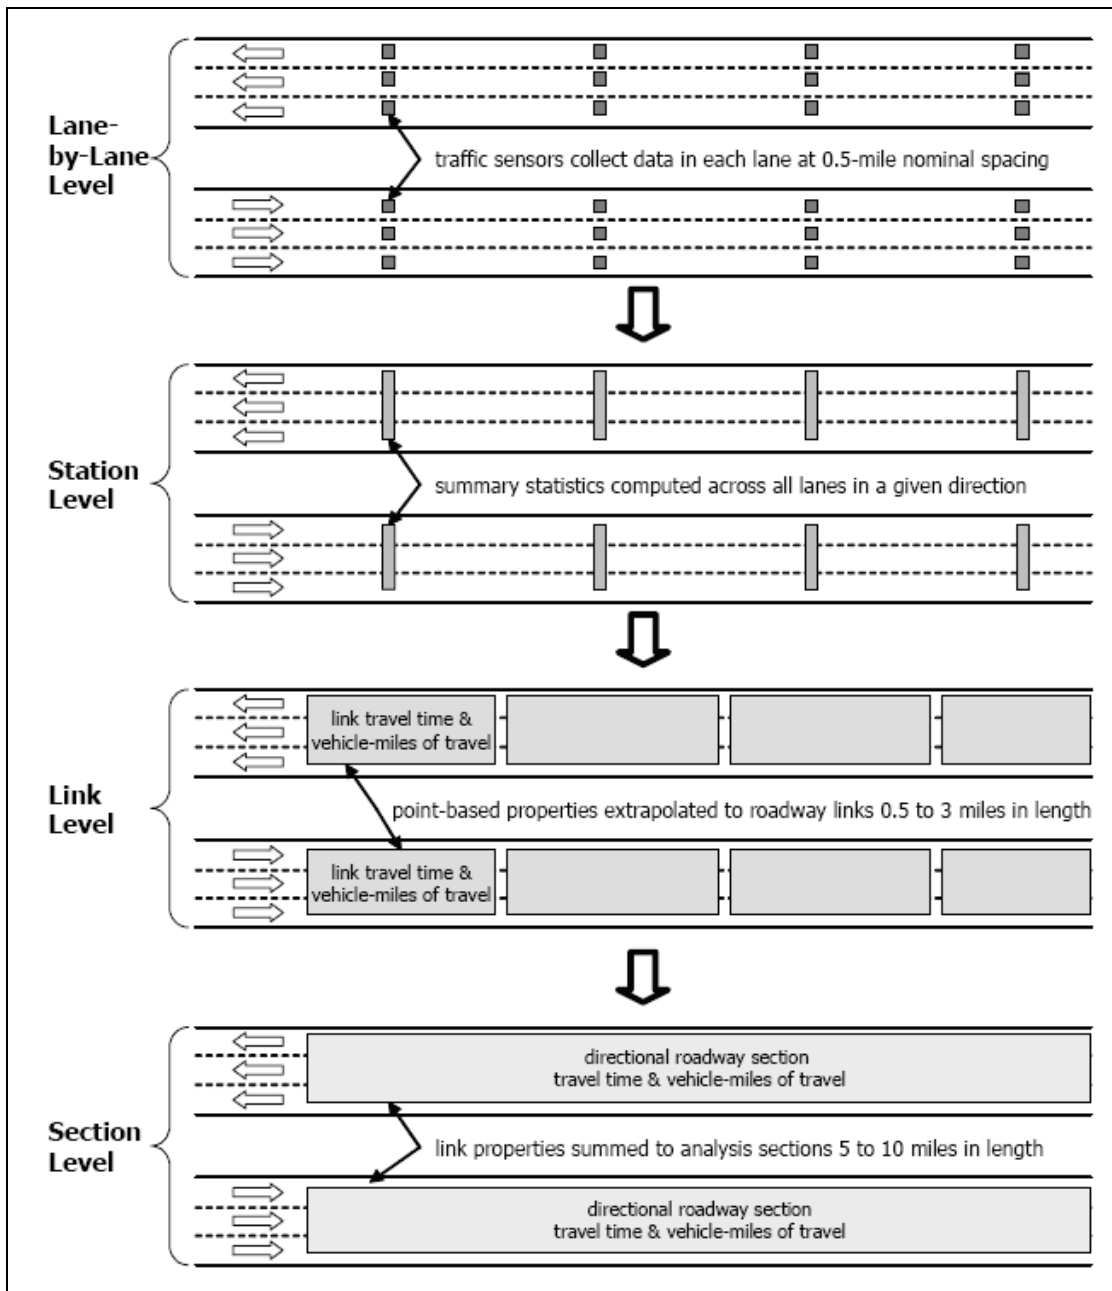 Lane-
by-Lane
Level
traffic sensors collect data in each lane at 0.5-mile nominal spacing
Station
Level
summary statistics computed across all lanes in a given direction
link travel time &
vehicle-miles of travel
Link
Level
point-based properties extrapolated to roadway links 0.5 to 3 miles in length
link travel time &
vehicle-miles of travel
directional roadway section
travel time & vehicle-miles of travel
Section
Level
link properties summed to analysis sections 5 to 10 miles in length
directional roadway section
travel time & vehicle-miles of travel